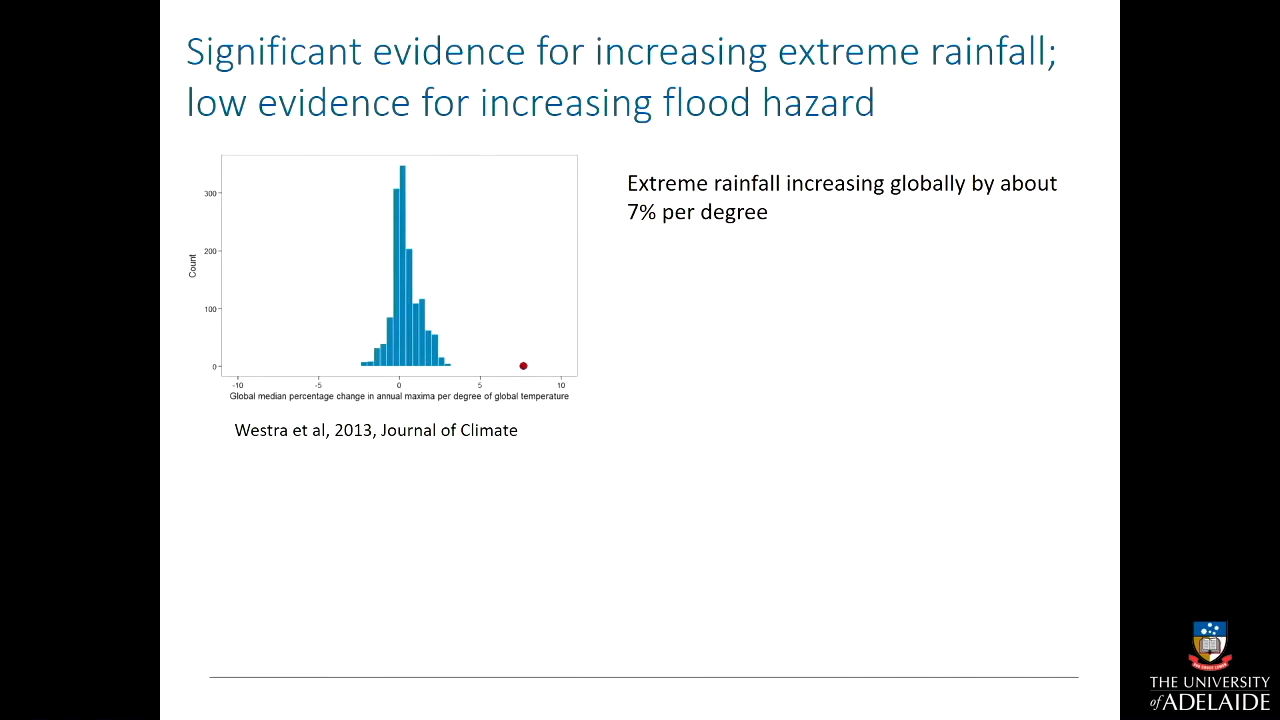 Significant evidence for increasing extreme rainfall;
low evidence for increasing flood hazard
Extreme rainfall increasing globally by about
7% per degree
Count
300
200
100
0
-10
-5
0
5
10
Global median percentage change in annual maxima per degree of global temperature
Westra et al, 2013, Journal of Climate
THE UNIVERSITY
of ADELAIDE